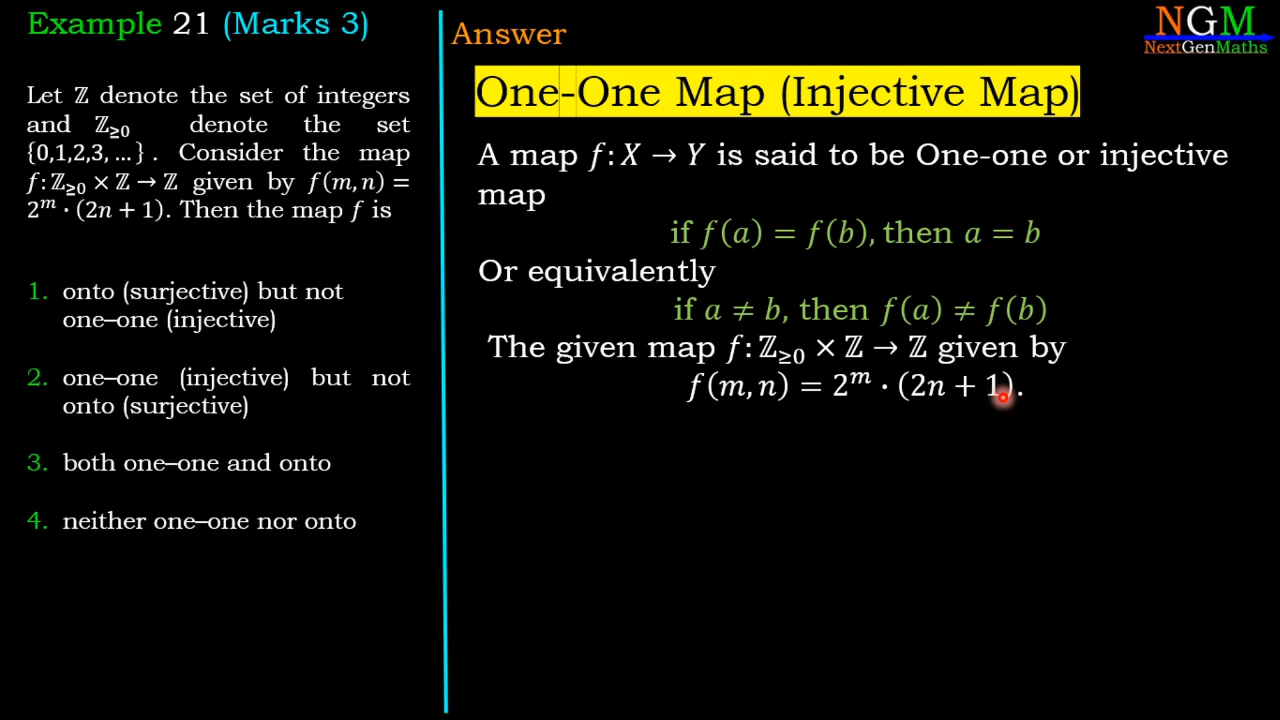 Example 21 (Marks 3)
Let ℤ denote the set of integers
and ℤ≥0 denote the set
{0,1,2,3, … } . Consider the map
f: ℤ≥0 × ℤ → ℤ given by f(m, n) =
2^m · (2n + 1). Then the map f is
1. onto (surjective) but not
one–one (injective)
2. one–one (injective) but not
onto (surjective)
3. both one–one and onto
4. neither one–one nor onto
Answer
NGM
NextGenMaths
One-One Map (Injective Map)
A map f: X → Y is said to be One-one or injective
map
if f(a) = f(b), then a = b
Or equivalently
if a ≠ b, then f(a) ≠ f(b)
The given map f: ℤ≥0 × ℤ → ℤ given by
f(m, n) = 2^m · (2n + 1).